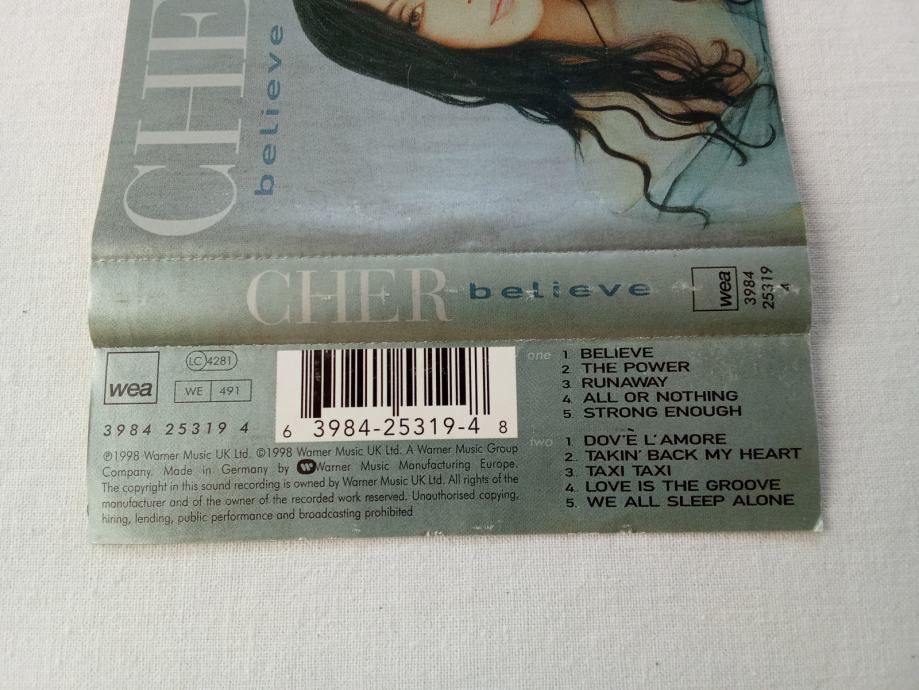 CHE
believe
CHER believe
wea
3984
25319
4
wea
LC 4281
WE 491
3984 25319 4
6 3984-25319-4 8
℗1998 Warner Music UK Ltd. ©1998 Warner Music UK Ltd. A Warner Music Group
Company. Made in Germany by Warner Music Manufacturing Europe.
The copyright in this sound recording is owned by Warner Music UK Ltd. All rights of the
manufacturer and of the owner of the recorded work reserved. Unauthorised copying,
hiring, lending, public performance and broadcasting prohibited
one 1. BELIEVE
2. THE POWER
3 RUNAWAY
4. ALL OR NOTHING
5. STRONG ENOUGH
two 1. DOV'È L'AMORE
2. TAKIN' BACK MY HEART
3. TAXI TAXI
4. LOVE IS THE GROOVE
5. WE ALL SLEEP ALONE